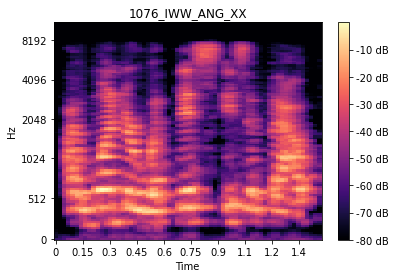 1076_IWW_ANG_XX
8192
4096
2048
1024
512
0
Hz
0 0.15 0.3 0.45 0.6 0.75 0.9 1.1 1.2 1.4
Time
-10 dB
-20 dB
-30 dB
-40 dB
-50 dB
-60 dB
-70 dB
-80 dB